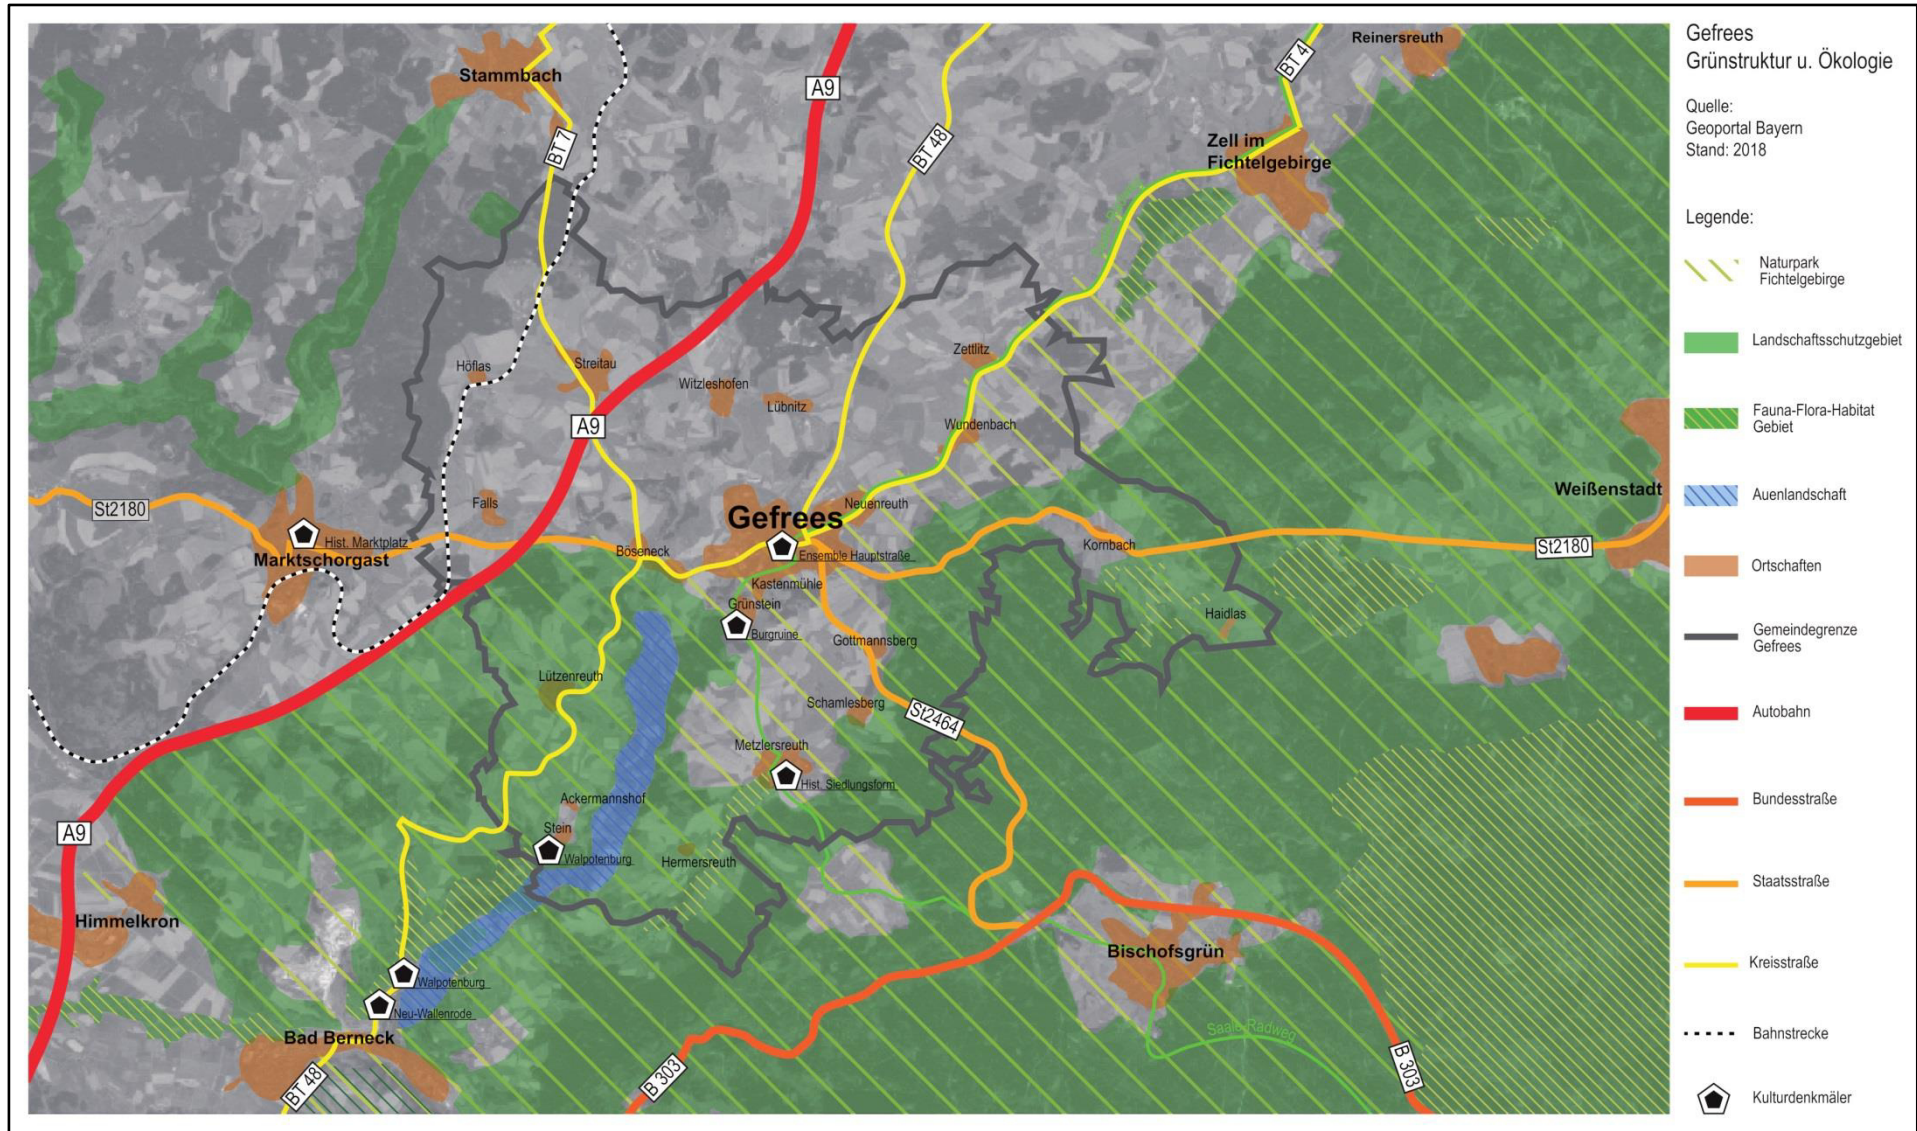 Stammbach
A9
BT 7
BT 48
BT 4
Reinersreuth
Zell im
Fichtelgebirge
Höflas
Streitau
Witzleshofen
Lübnitz
Zettlitz
Wundenbach
A9
Falls
St2180
Hist. Marktplatz
Marktschorgast
Gefrees
Neuenreuth
Böseneck
Ensemble Hauptstraße
Kornbach
Weißenstadt
St2180
Kastenmühle
Grünstein
Burgruine
Gottmannsberg
Haidlas
Lützenreuth
Schamlesberg
St2464
Metzlersreuth
Hist. Siedlungsform
Ackermannshof
Stein
Walpotenburg
Hermersreuth
A9
Himmelkron
Bischofsgrün
Walpotenburg
Neu-Wallenrode
Bad Berneck
Saale-Radweg
BT 48
B 303
B 303
Gefrees
Grünstruktur u. Ökologie
Quelle:
Geoportal Bayern
Stand: 2018
Legende:
Naturpark
Fichtelgebirge
Landschaftsschutzgebiet
Fauna-Flora-Habitat
Gebiet
Auenlandschaft
Ortschaften
Gemeindegrenze
Gefrees
Autobahn
Bundesstraße
Staatsstraße
Kreisstraße
Bahnstrecke
Kulturdenkmäler